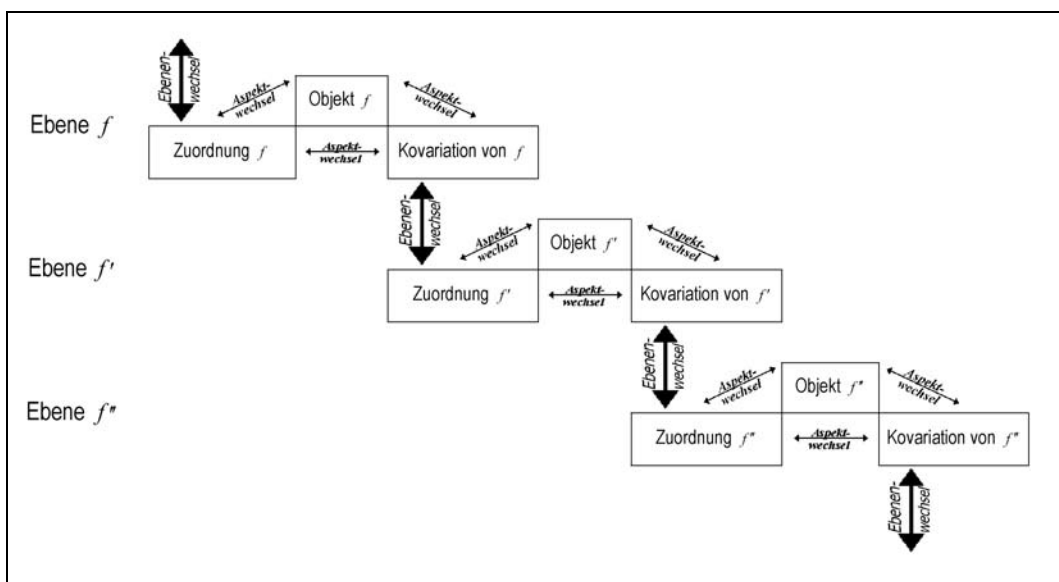 Ebenen-
wechsel
Aspekt-
wechsel
Objekt f
Aspekt-
wechsel
Ebene f
Zuordnung f
Aspekt-
wechsel
Kovariation von f
Ebenen-
wechsel
Aspekt-
wechsel
Objekt f'
Aspekt-
wechsel
Ebene f'
Zuordnung f'
Aspekt-
wechsel
Kovariation von f'
Ebenen-
wechsel
Aspekt-
wechsel
Objekt f"
Aspekt-
wechsel
Ebene f"
Zuordnung f"
Aspekt-
wechsel
Kovariation von f"
Ebenen-
wechsel